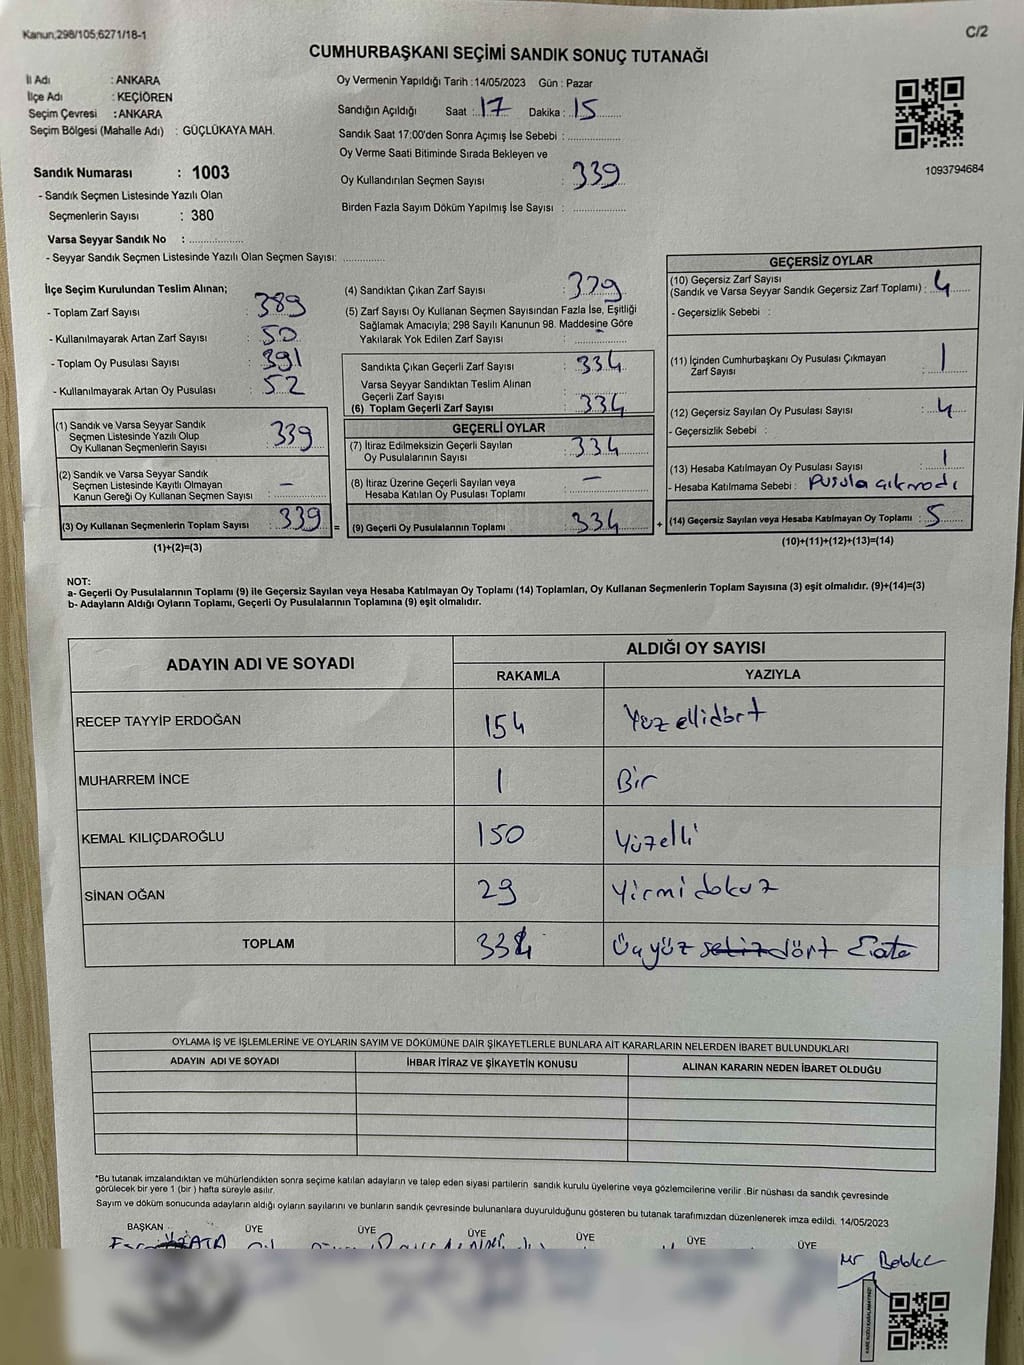 Kanun,298/105,6271/18-1
C/2
CUMHURBAŞKANI SEÇİMİ SANDIK SONUÇ TUTANAĞI
İl Adı : ANKARA
İlçe Adı : KEÇİÖREN
Seçim Çevresi : ANKARA
Seçim Bölgesi (Mahalle Adı) : GÜÇLÜKAYA MAH.
Oy Vermenin Yapıldığı Tarih : 14/05/2023 Gün : Pazar
Sandığın Açıldığı Saat : 17 Dakika : 15
Sandık Saat 17:00'den Sonra Açımış İse Sebebi :
Oy Verme Saati Bitiminde Sırada Bekleyen ve
Oy Kullandırılan Seçmen Sayısı : 339
Birden Fazla Sayım Döküm Yapılmış İse Sayısı :
1093794684
Sandık Numarası : 1003
- Sandık Seçmen Listesinde Yazılı Olan
Seçmenlerin Sayısı : 380
Varsa Seyyar Sandık No :
- Seyyar Sandık Seçmen Listesinde Yazılı Olan Seçmen Sayısı:
İlçe Seçim Kurulundan Teslim Alınan;
- Toplam Zarf Sayısı : 389
- Kullanılmayarak Artan Zarf Sayısı : 50
- Toplam Oy Pusulası Sayısı : 391
- Kullanılmayarak Artan Oy Pusulası : 52
(1) Sandık ve Varsa Seyyar Sandık
Seçmen Listesinde Yazılı Olup
Oy Kullanan Seçmenlerin Sayısı : 339
(2) Sandık ve Varsa Seyyar Sandık
Seçmen Listesinde Kayıtlı Olmayan
Kanun Gereği Oy Kullanan Seçmen Sayısı : –
(3) Oy Kullanan Seçmenlerin Toplam Sayısı : 339 =
(1)+(2)=(3)
(4) Sandıktan Çıkan Zarf Sayısı : 339
(5) Zarf Sayısı Oy Kullanan Seçmen Sayısından Fazla İse, Eşitliği
Sağlamak Amacıyla; 298 Sayılı Kanunun 98. Maddesine Göre
Yakılarak Yok Edilen Zarf Sayısı :
Sandıkta Çıkan Geçerli Zarf Sayısı : 334
Varsa Seyyar Sandıktan Teslim Alınan
Geçerli Zarf Sayısı :
(6) Toplam Geçerli Zarf Sayısı : 334
GEÇERLİ OYLAR
(7) İtiraz Edilmeksizin Geçerli Sayılan
Oy Pusulalarının Sayısı : 334
(8) İtiraz Üzerine Geçerli Sayılan veya
Hesaba Katılan Oy Pusulası Toplamı : –
(9) Geçerli Oy Pusulalarının Toplamı : 334 +
GEÇERSİZ OYLAR
(10) Geçersiz Zarf Sayısı
(Sandık ve Varsa Seyyar Sandık Geçersiz Zarf Toplamı) : 4
- Geçersizlik Sebebi :
(11) İçinden Cumhurbaşkanı Oy Pusulası Çıkmayan
Zarf Sayısı : 1
(12) Geçersiz Sayılan Oy Pusulası Sayısı : 4
- Geçersizlik Sebebi :
(13) Hesaba Katılmayan Oy Pusulası Sayısı : 1
- Hesaba Katılmama Sebebi : Pusula çıkmadı
(14) Geçersiz Sayılan veya Hesaba Katılmayan Oy Toplamı : 5
(10)+(11)+(12)+(13)=(14)
NOT:
a- Geçerli Oy Pusulalarının Toplamı (9) ile Geçersiz Sayılan veya Hesaba Katılmayan Oy Toplamı (14) Toplamları, Oy Kullanan Seçmenlerin Toplam Sayısına (3) eşit olmalıdır. (9)+(14)=(3)
b- Adayların Aldığı Oyların Toplamı, Geçerli Oy Pusulalarının Toplamına (9) eşit olmalıdır.
ADAYIN ADI VE SOYADI
ALDIĞI OY SAYISI
RAKAMLA YAZIYLA
RECEP TAYYİP ERDOĞAN 154 Yüz ellidört
MUHARREM İNCE 1 Bir
KEMAL KILIÇDAROĞLU 150 Yüzelli
SİNAN OĞAN 29 Yirmidokuz
TOPLAM 334 Üçyüz sekiz dört
OYLAMA İŞ VE İŞLEMLERİNE VE OYLARIN SAYIM VE DÖKÜMÜNE DAİR ŞİKAYETLERLE BUNLARA AİT KARARLARIN NELERDEN İBARET BULUNDUKLARI
ADAYIN ADI VE SOYADI İHBAR İTİRAZ VE ŞİKAYETİN KONUSU ALINAN KARARIN NEDEN İBARET OLDUĞU
*Bu tutanak imzalandıktan ve mühürlendikten sonra seçime katılan adayların ve talep eden siyasi partilerin sandık kurulu üyelerine veya gözlemcilerine verilir .Bir nüshası da sandık çevresinde
görülecek bir yere 1 (bir ) hafta süreyle asılır.
Sayım ve döküm sonucunda adayların aldığı oyların sayılarını ve bunların sandık çevresinde bulunanlara duyurulduğunu gösteren bu tutanak tarafımızdan düzenlenerek imza edildi. 14/05/2023
BAŞKAN ÜYE ÜYE ÜYE ÜYE ÜYE ÜYE